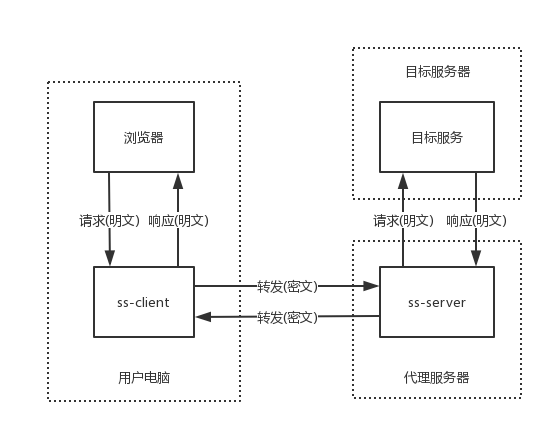 目标服务器
浏览器
目标服务
请求(明文)
响应(明文)
请求(明文)
响应(明文)
ss-client
转发(密文)
转发(密文)
ss-server
用户电脑
代理服务器